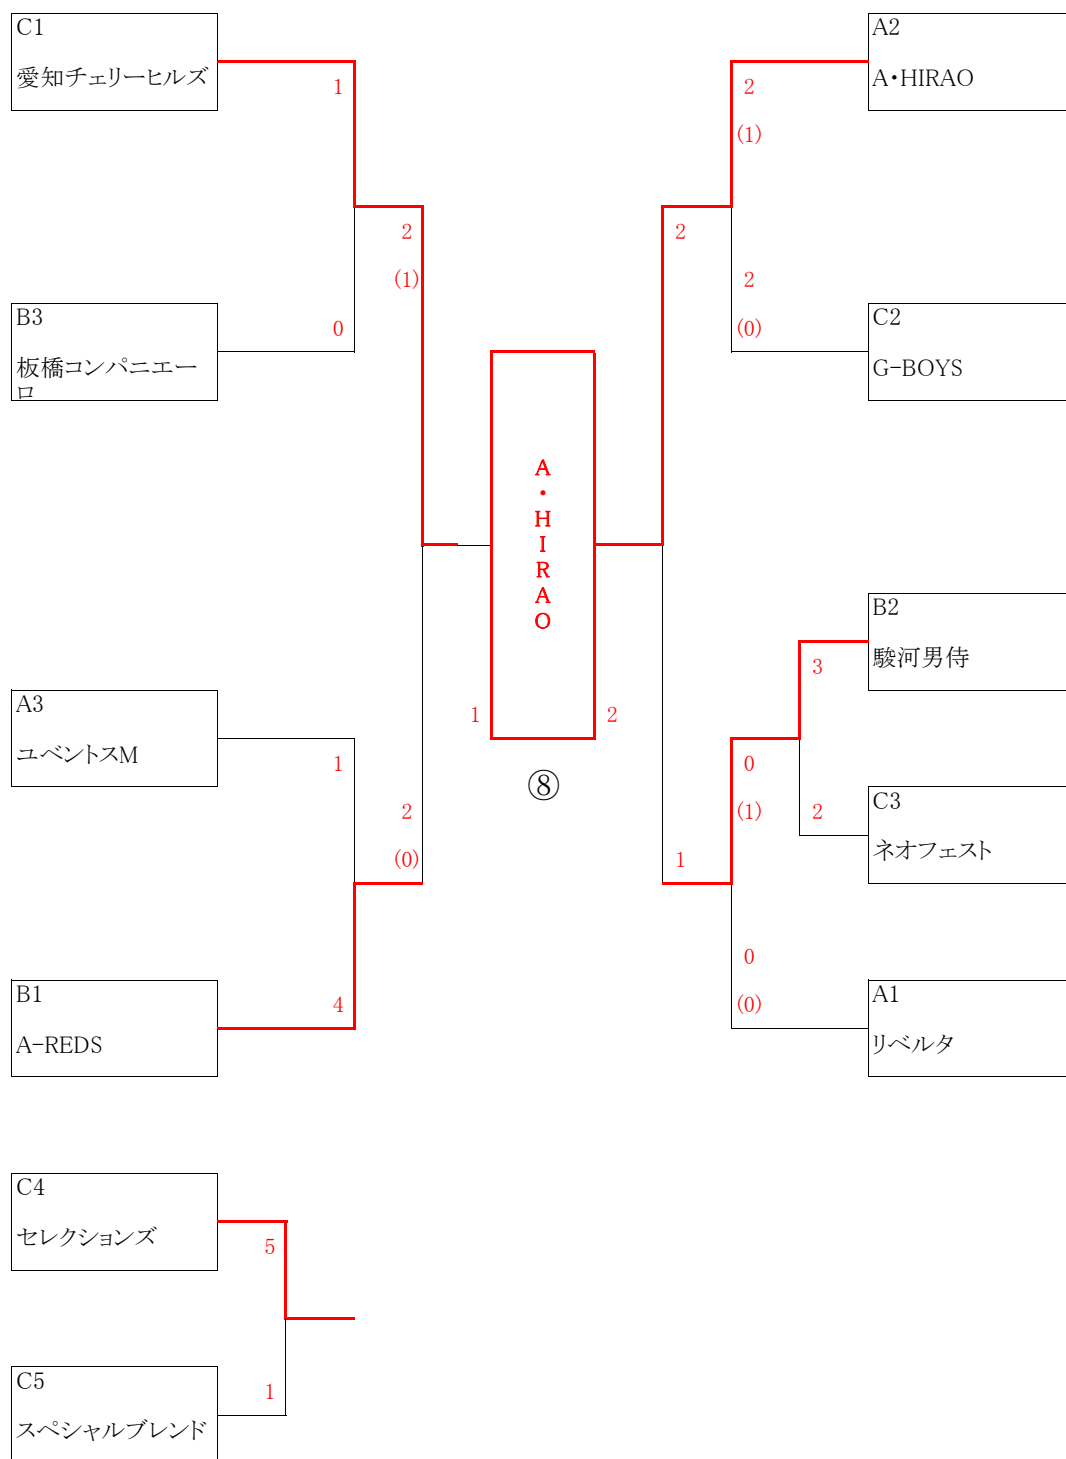 C1
愛知チェリーヒルズ
1
2
(1)
B3
板橋コンパニエー
ロ
0
A3
ユベントスM
1
2
(0)
B1
A-REDS
4
C4
セレクションズ
5
C5
スペシャルブレンド
1
A・HIRAO
1
2
⑧
A2
A・HIRAO
2
(1)
2
2
(0)
C2
G-BOYS
B2
駿河男侍
3
0
(1)
C3
ネオフェスト
2
1
0
(0)
A1
リベルタ